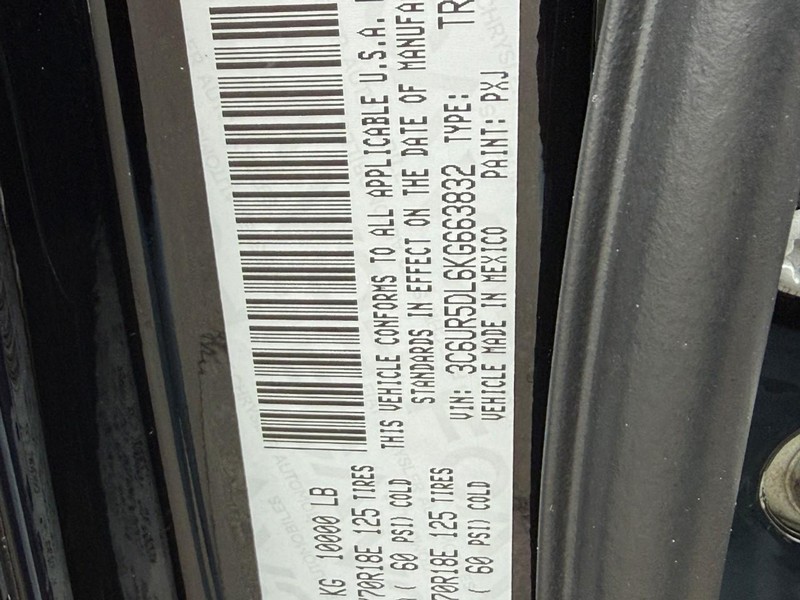 KG 10000 LB
70R18E 125 TIRES
( 60 PSI) COLD
70R18E 125 TIRES
( 60 PSI) COLD
THIS VEHICLE CONFORMS TO ALL APPLICABLE U.S.A.
STANDARDS IN EFFECT ON THE DATE OF MANUFA
VIN: 3C6UR5DL6KG663832 TYPE: TR
VEHICLE MADE IN MEXICO PAINT: PXJ